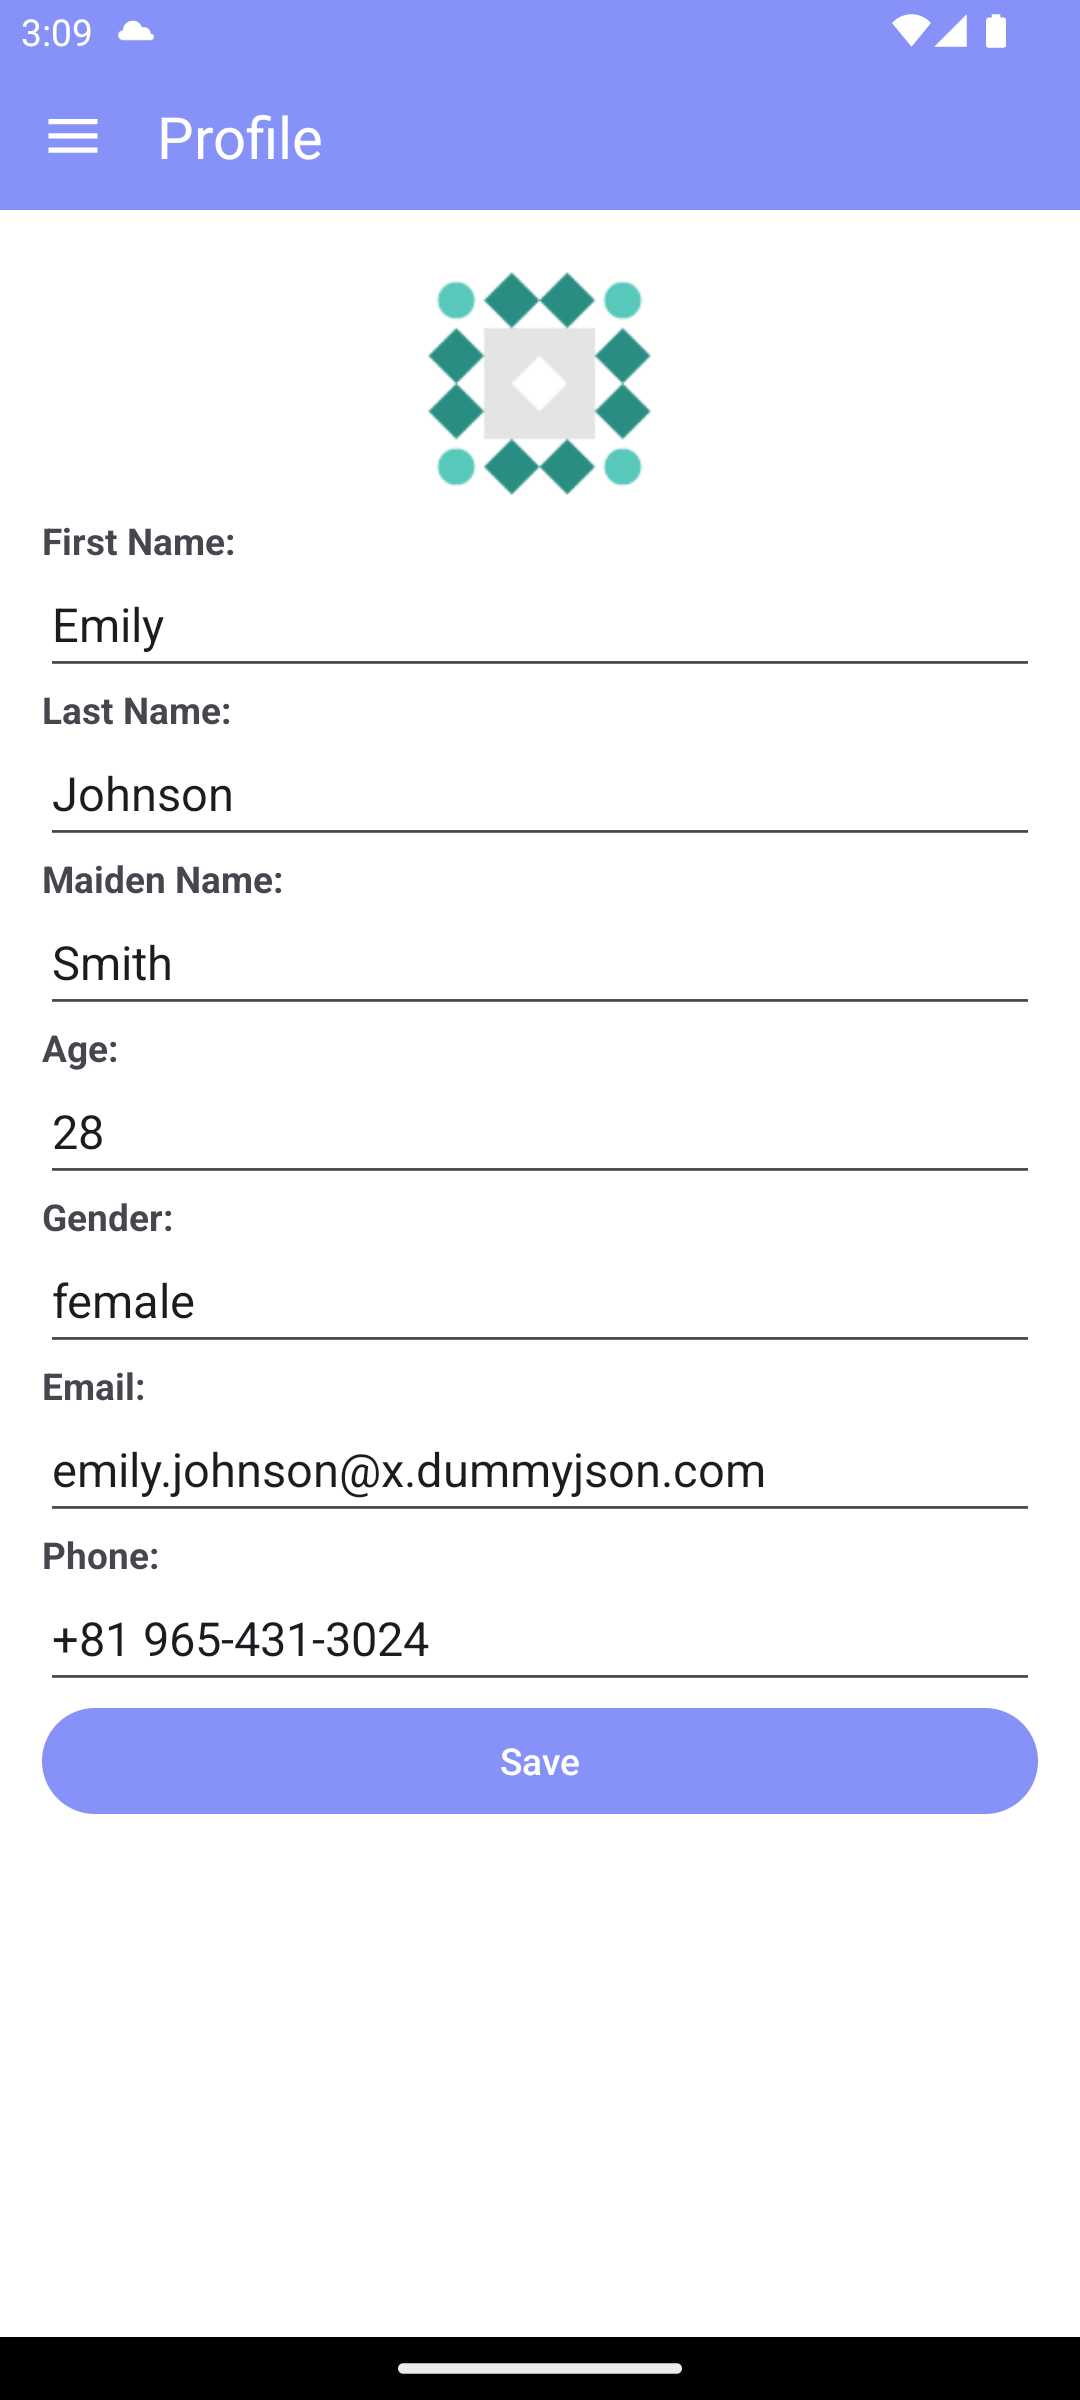 3:09
Profile
First Name:
Emily
Last Name:
Johnson
Maiden Name:
Smith
Age:
28
Gender:
female
Email:
emily.johnson@x.dummyjson.com
Phone:
+81 965-431-3024
Save